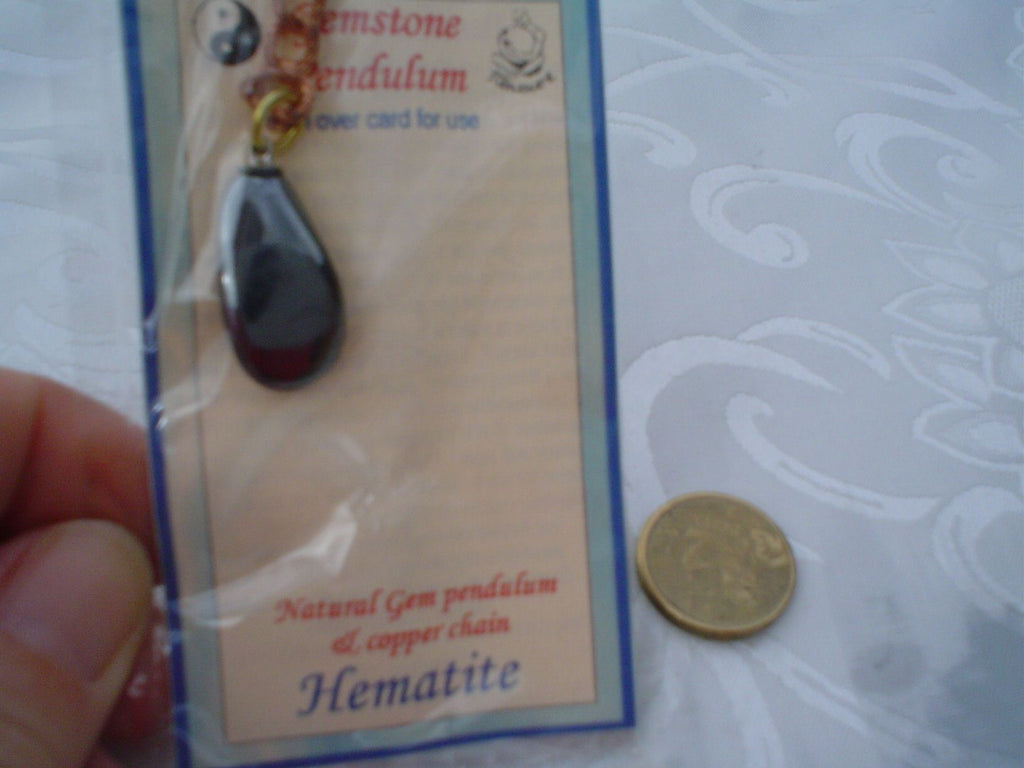 emstone
endulum
over card for use
Natural Gem pendulum
& copper chain
Hematite